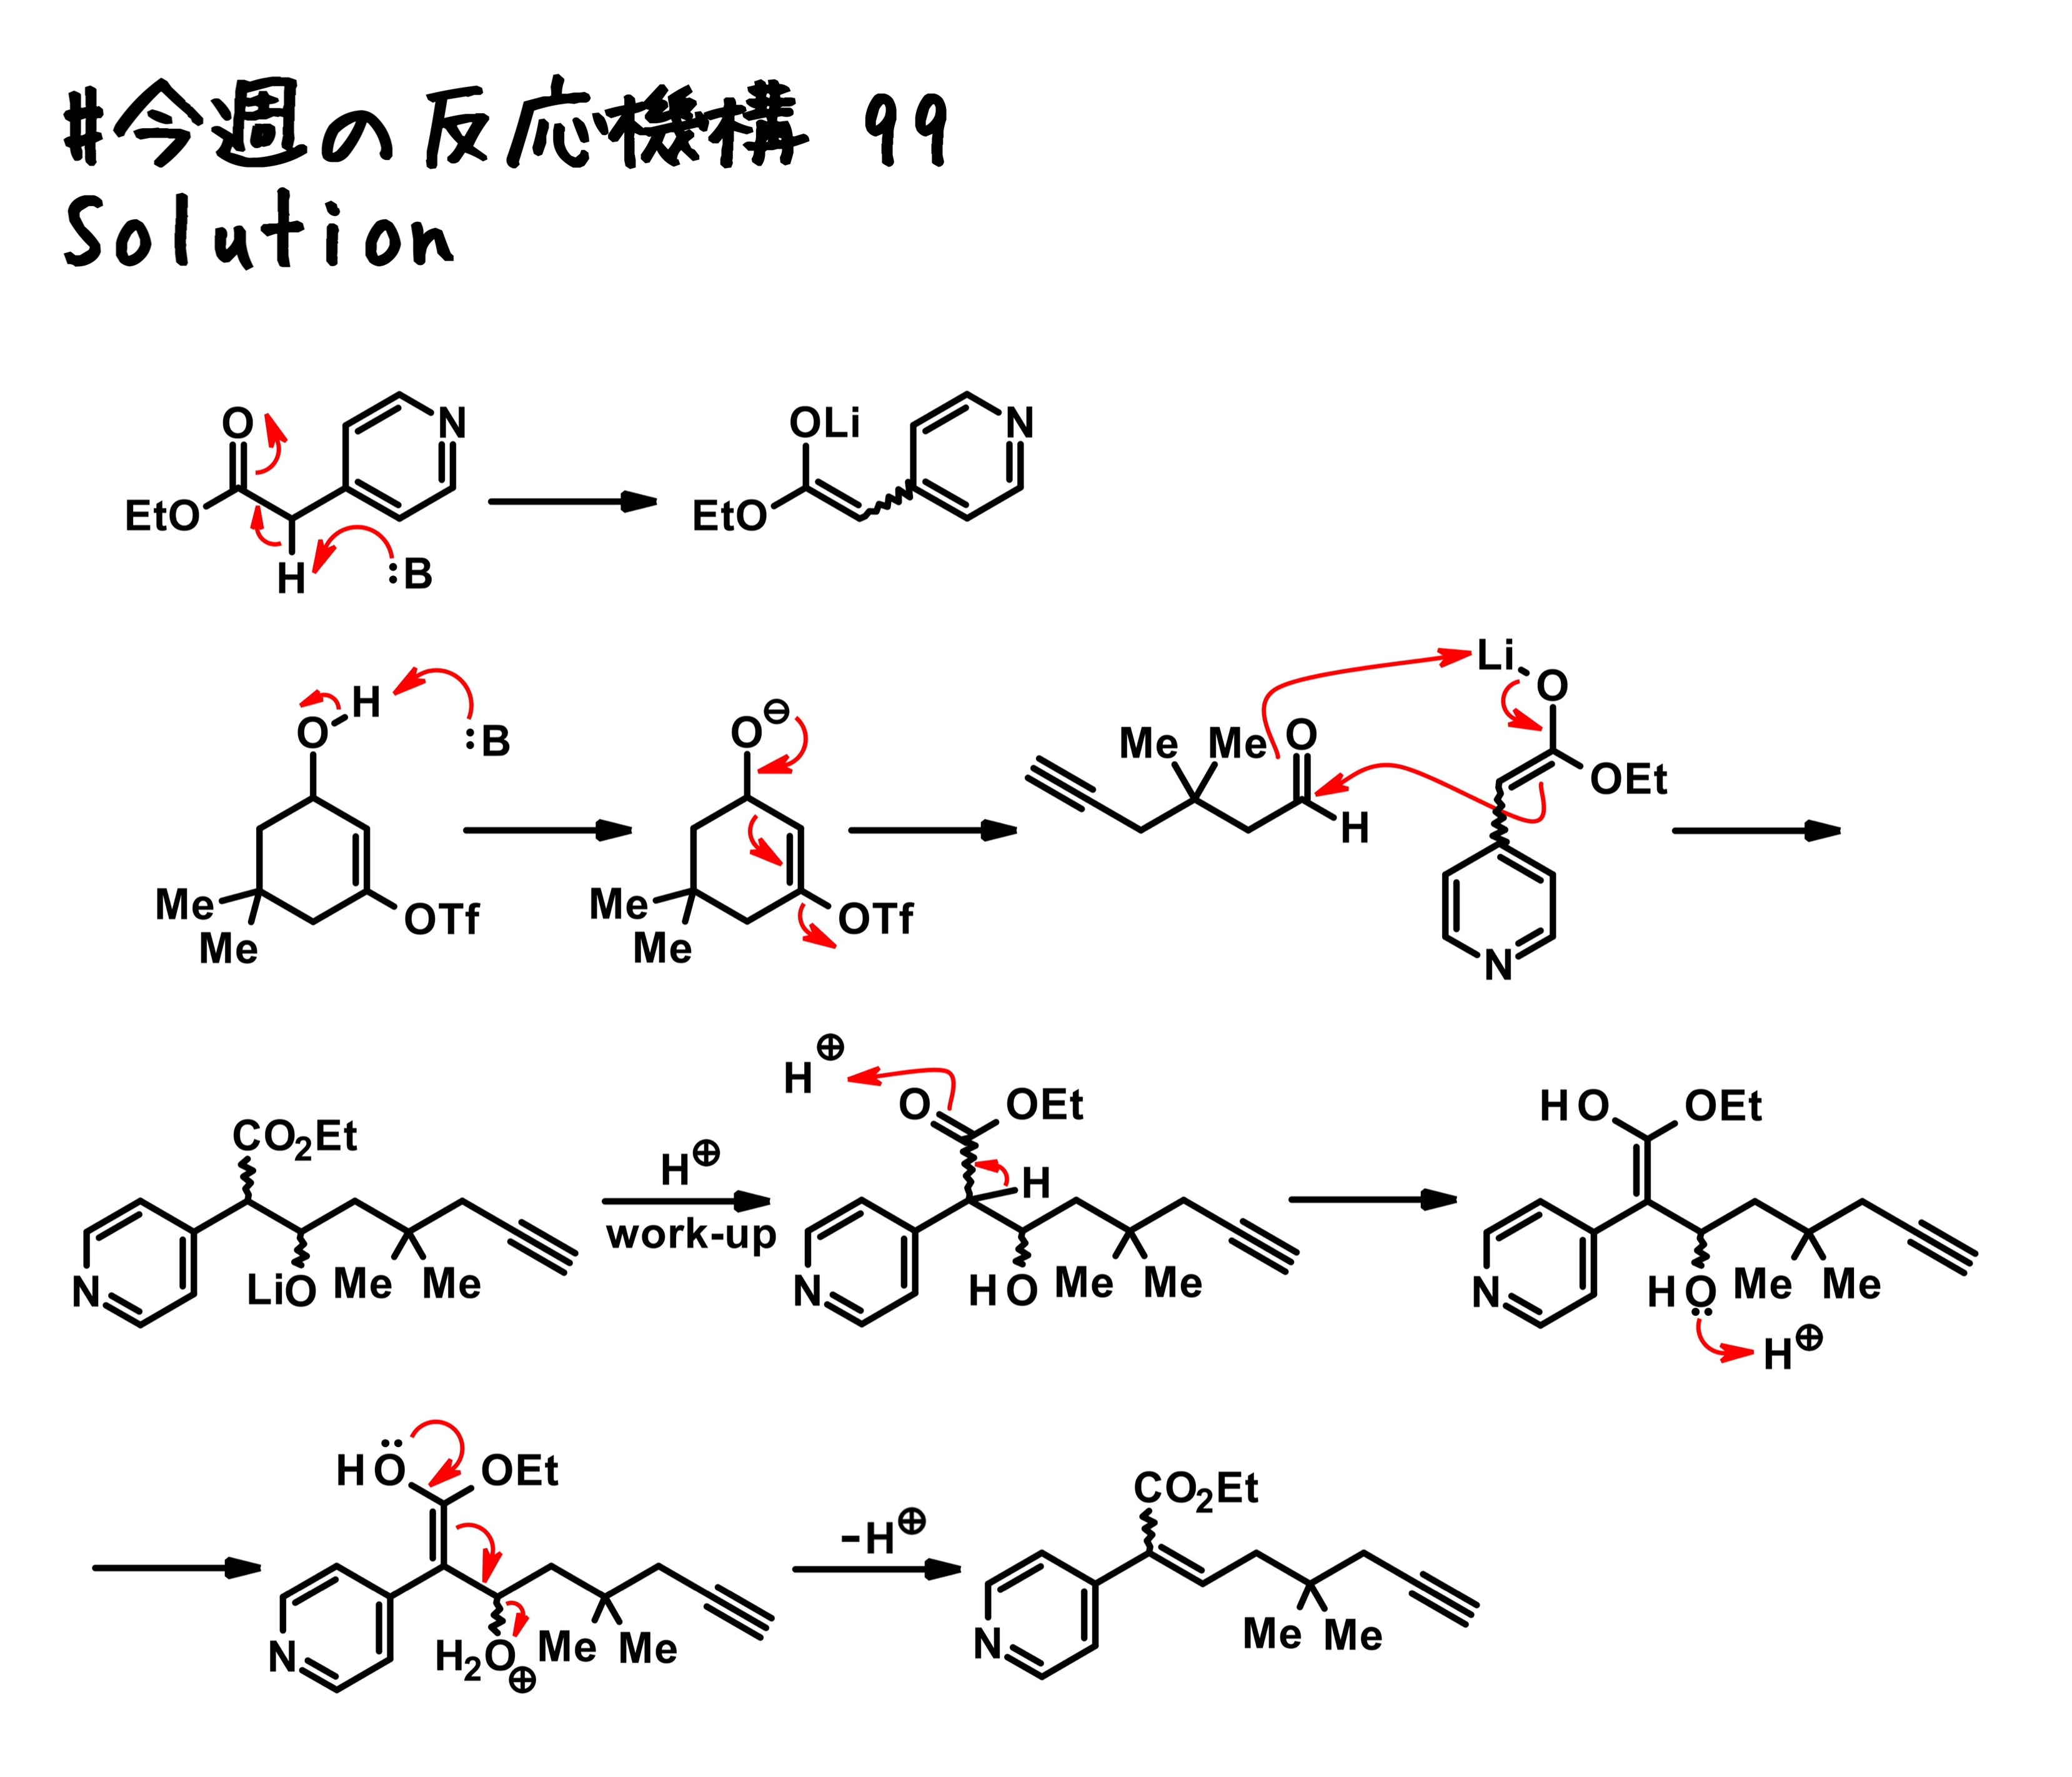 #今週の反応機構 99
Solution
O N OLi N
EtO H :B EtO
H :B O⊖ Li O
O Me Me O OEt
H
Me Me OTf Me Me OTf N
H⊕
CO2Et H⊕ O OEt H HO OEt
work-up
N LiO Me Me N HO Me Me N HO Me Me
H⊕
HO OEt CO2Et
-H⊕
N H2O⊕ Me Me N Me Me